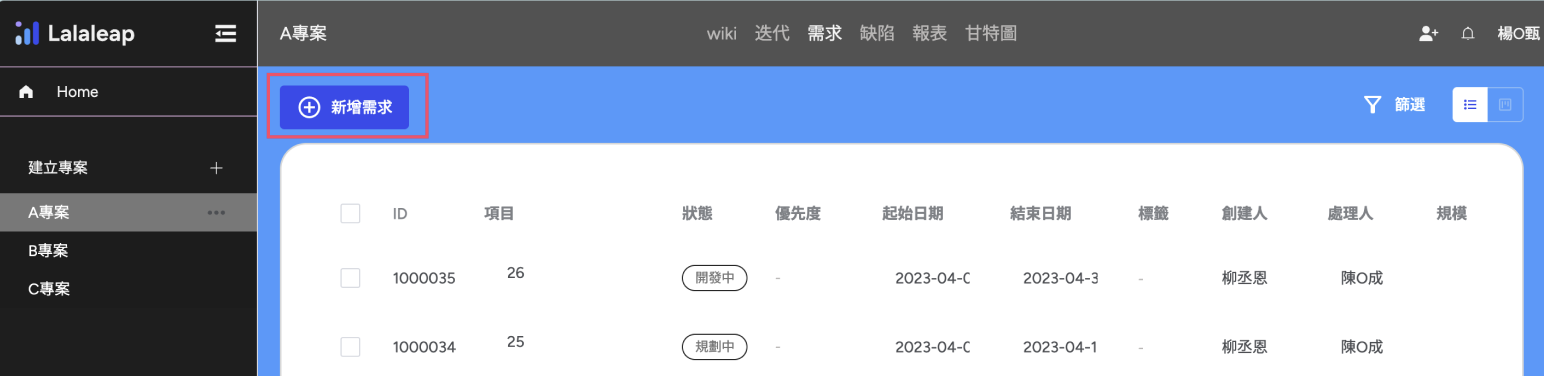 Lalaleap
A專案
wiki 迭代 需求 缺陷 報表 甘特圖
楊O甄
Home
新增需求
篩選
建立專案
A專案
B專案
C專案
ID 項目 狀態 優先度 起始日期 結束日期 標籤 創建人 處理人 規模
1000035 26 開發中 - 2023-04-0 2023-04-3 - 柳丞恩 陳O成
1000034 25 規劃中 - 2023-04-0 2023-04-1 - 柳丞恩 陳O成